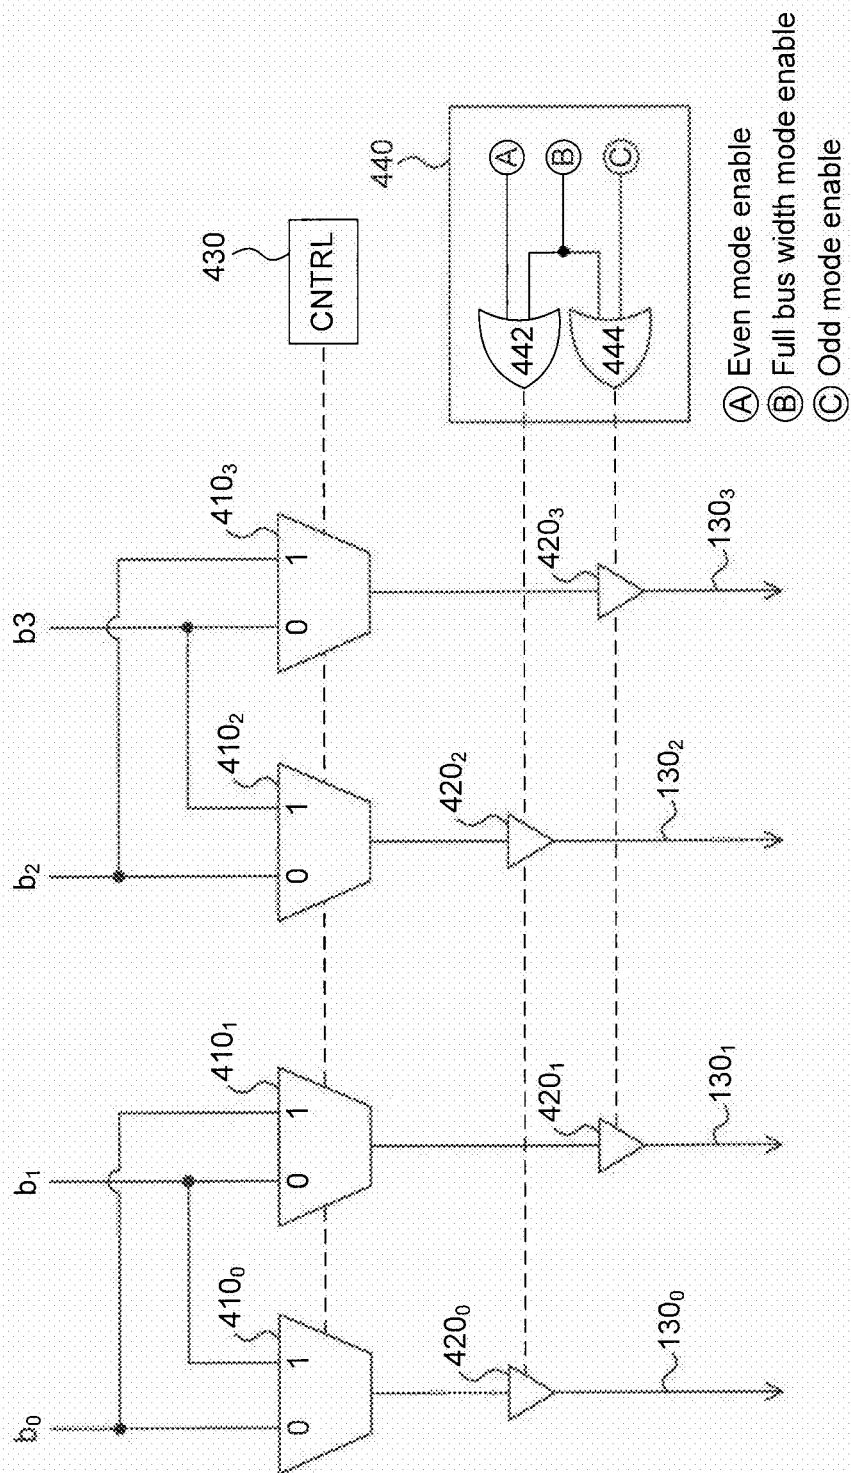 b₀
b₁
b₂
b3
410₀
410₁
410₂
410₃
0
1
0
1
0
1
0
1
430
CNTRL
420₀
420₁
420₂
420₃
130₀
130₁
130₂
130₃
440
442
444
A
B
C
A Even mode enable
B Full bus width mode enable
C Odd mode enable